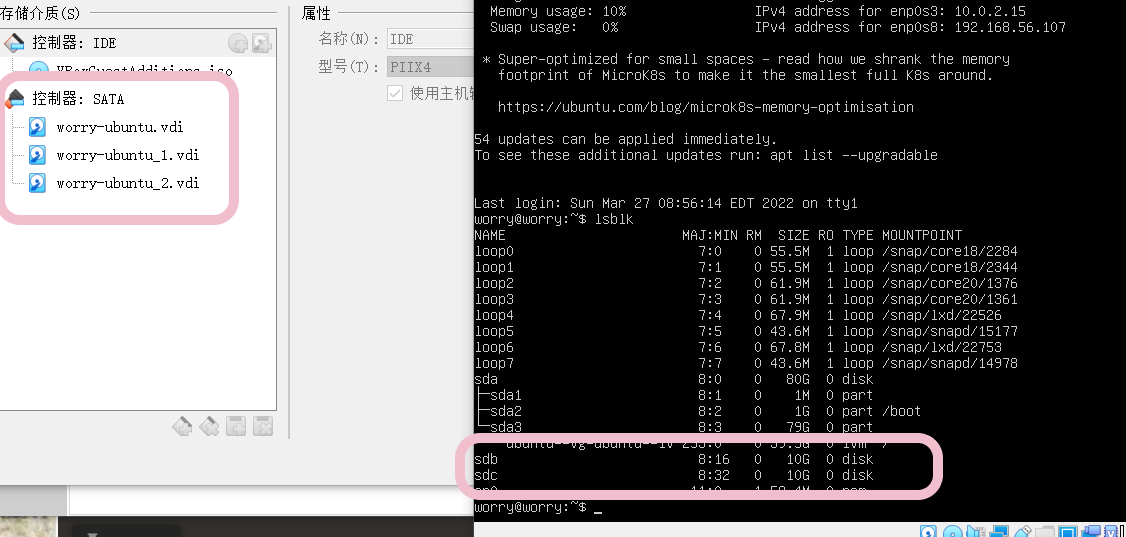 存储介质(S)
控制器: IDE
VBoxGuestAdditions.iso
控制器: SATA
worry-ubuntu.vdi
worry-ubuntu_1.vdi
worry-ubuntu_2.vdi
属性
名称(N): IDE
型号(T): PIIX4
使用主机输
Memory usage: 10% IPv4 address for enp0s3: 10.0.2.15
Swap usage: 0% IPv4 address for enp0s8: 192.168.56.107
* Super-optimized for small spaces - read how we shrank the memory
footprint of MicroK8s to make it the smallest full K8s around.
https://ubuntu.com/blog/microk8s-memory-optimisation
54 updates can be applied immediately.
To see these additional updates run: apt list --upgradable
Last login: Sun Mar 27 08:56:14 EDT 2022 on tty1
worry@worry:~$ lsblk
NAME MAJ:MIN RM SIZE RO TYPE MOUNTPOINT
loop0 7:0 0 55.5M 1 loop /snap/core18/2284
loop1 7:1 0 55.5M 1 loop /snap/core18/2344
loop2 7:2 0 61.9M 1 loop /snap/core20/1376
loop3 7:3 0 61.9M 1 loop /snap/core20/1361
loop4 7:4 0 67.9M 1 loop /snap/lxd/22526
loop5 7:5 0 43.6M 1 loop /snap/snapd/15177
loop6 7:6 0 67.8M 1 loop /snap/lxd/22753
loop7 7:7 0 43.6M 1 loop /snap/snapd/14978
sda 8:0 0 80G 0 disk
├─sda1 8:1 0 1M 0 part
├─sda2 8:2 0 1G 0 part /boot
└─sda3 8:3 0 79G 0 part
ubuntu--vg-ubuntu--lv 253:0 0 39.5G 0 lvm /
sdb 8:16 0 10G 0 disk
sdc 8:32 0 10G 0 disk
sr0 11:0 1 58.4M 0 rom
worry@worry:~$ _